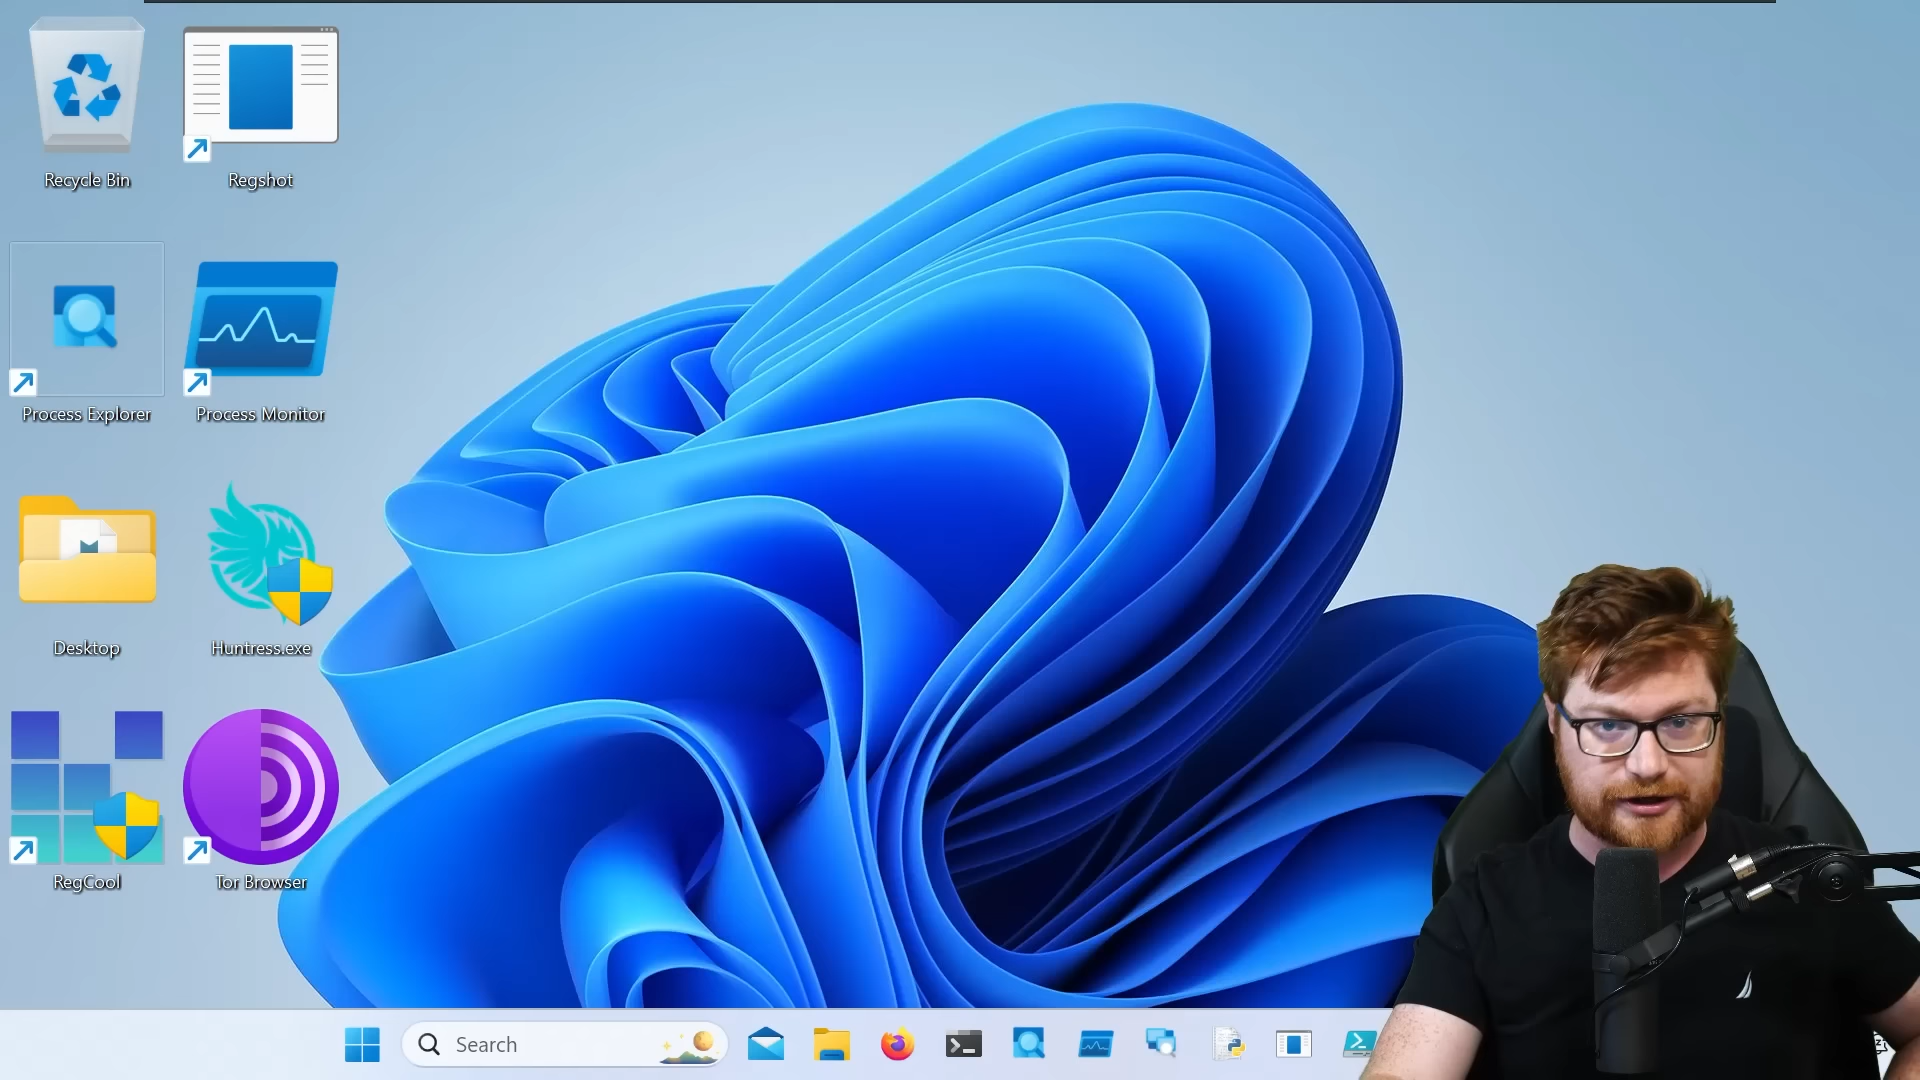 Recycle Bin
Regshot
Process Explorer
Process Monitor
Desktop
Huntress.exe
RegCool
Tor Browser
Search